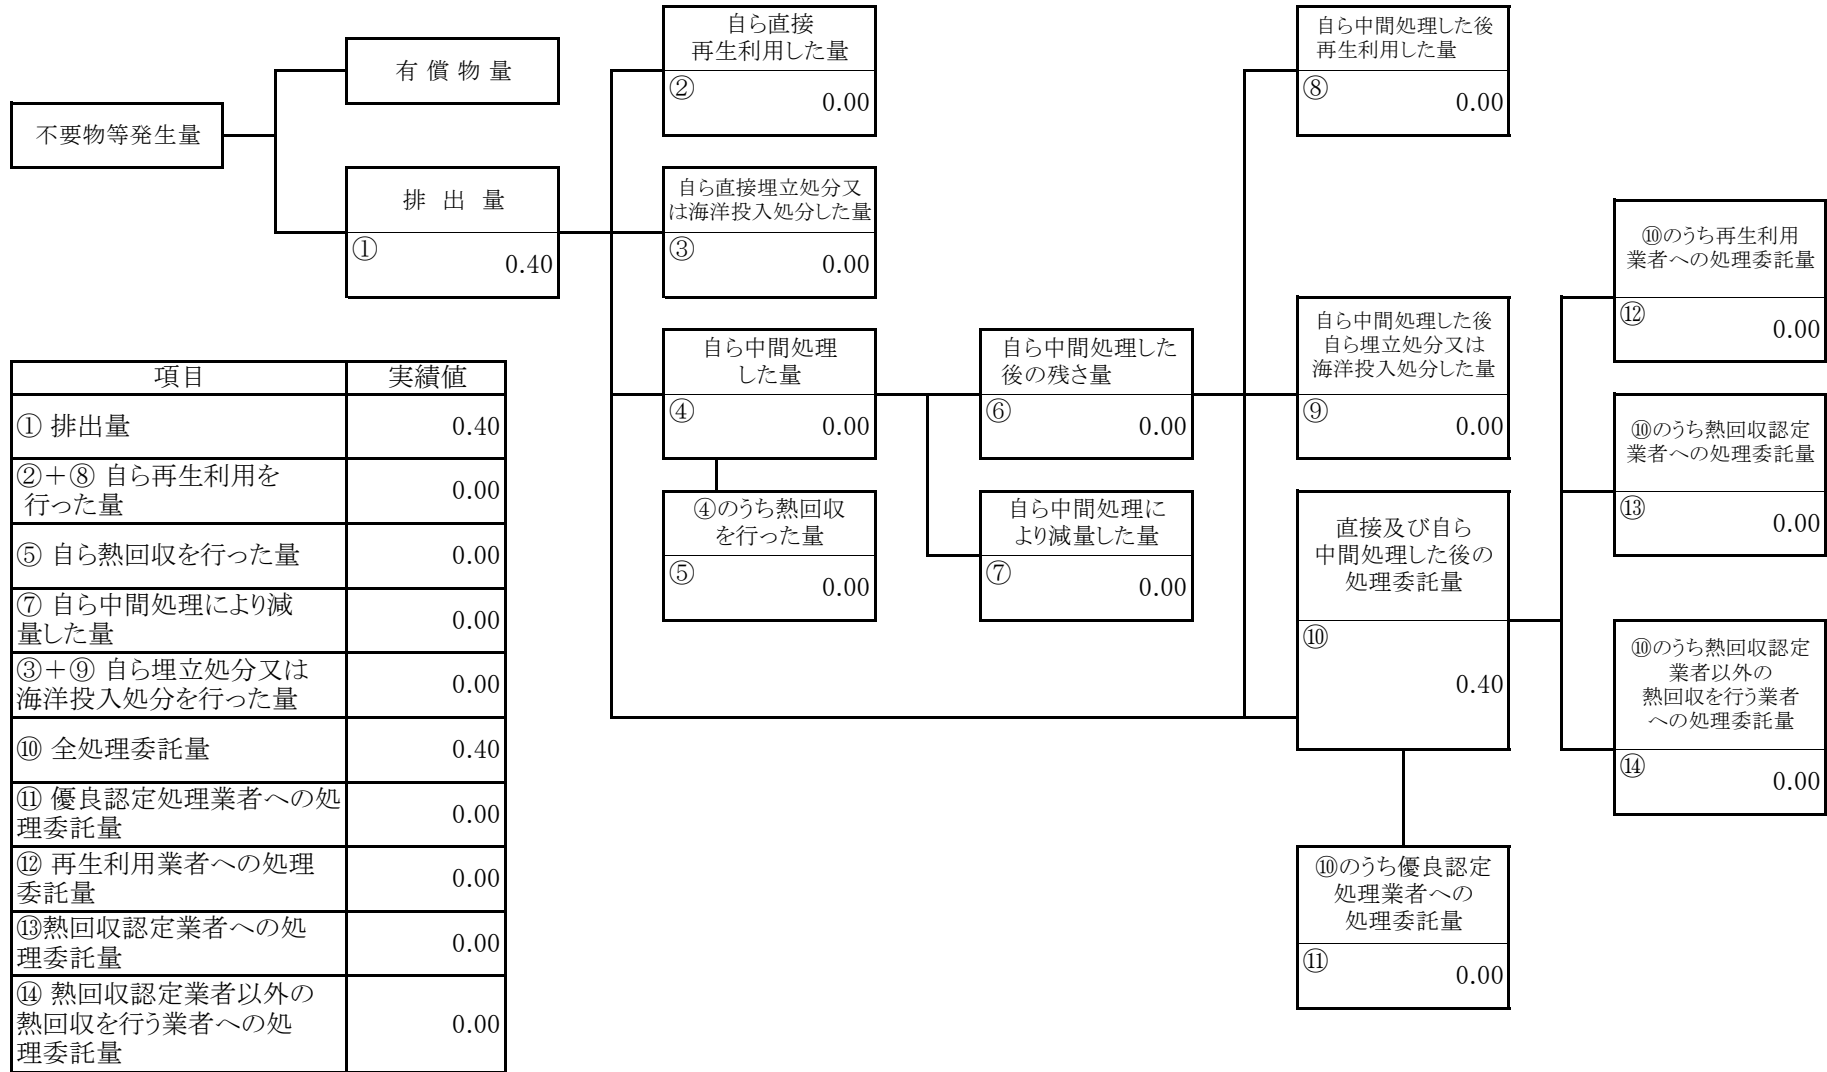 不要物等発生量
有 償 物 量
排 出 量
①
0.40
自ら直接
再生利用した量
②
0.00
自ら直接埋立処分又
は海洋投入処分した量
③
0.00
自ら中間処理
した量
④
0.00
④のうち熱回収
を行った量
⑤
0.00
自ら中間処理した
後の残さ量
⑥
0.00
自ら中間処理に
より減量した量
⑦
0.00
自ら中間処理した後
再生利用した量
⑧
0.00
自ら中間処理した後
自ら埋立処分又は
海洋投入処分した量
⑨
0.00
直接及び自ら
中間処理した後の
処理委託量
⑩
0.40
⑩のうち優良認定
処理業者への
処理委託量
⑪
0.00
⑩のうち再生利用
業者への処理委託量
⑫
0.00
⑩のうち熱回収認定
業者への処理委託量
⑬
0.00
⑩のうち熱回収認定
業者以外の
熱回収を行う業者
への処理委託量
⑭
0.00
項目 実績値
① 排出量 0.40
②＋⑧ 自ら再生利用を
行った量 0.00
⑤ 自ら熱回収を行った量 0.00
⑦ 自ら中間処理により減
量した量 0.00
③＋⑨ 自ら埋立処分又は
海洋投入処分を行った量 0.00
⑩ 全処理委託量 0.40
⑪ 優良認定処理業者への処
理委託量 0.00
⑫ 再生利用業者への処理
委託量 0.00
⑬熱回収認定業者への処
理委託量 0.00
⑭ 熱回収認定業者以外の
熱回収を行う業者への処
理委託量 0.00